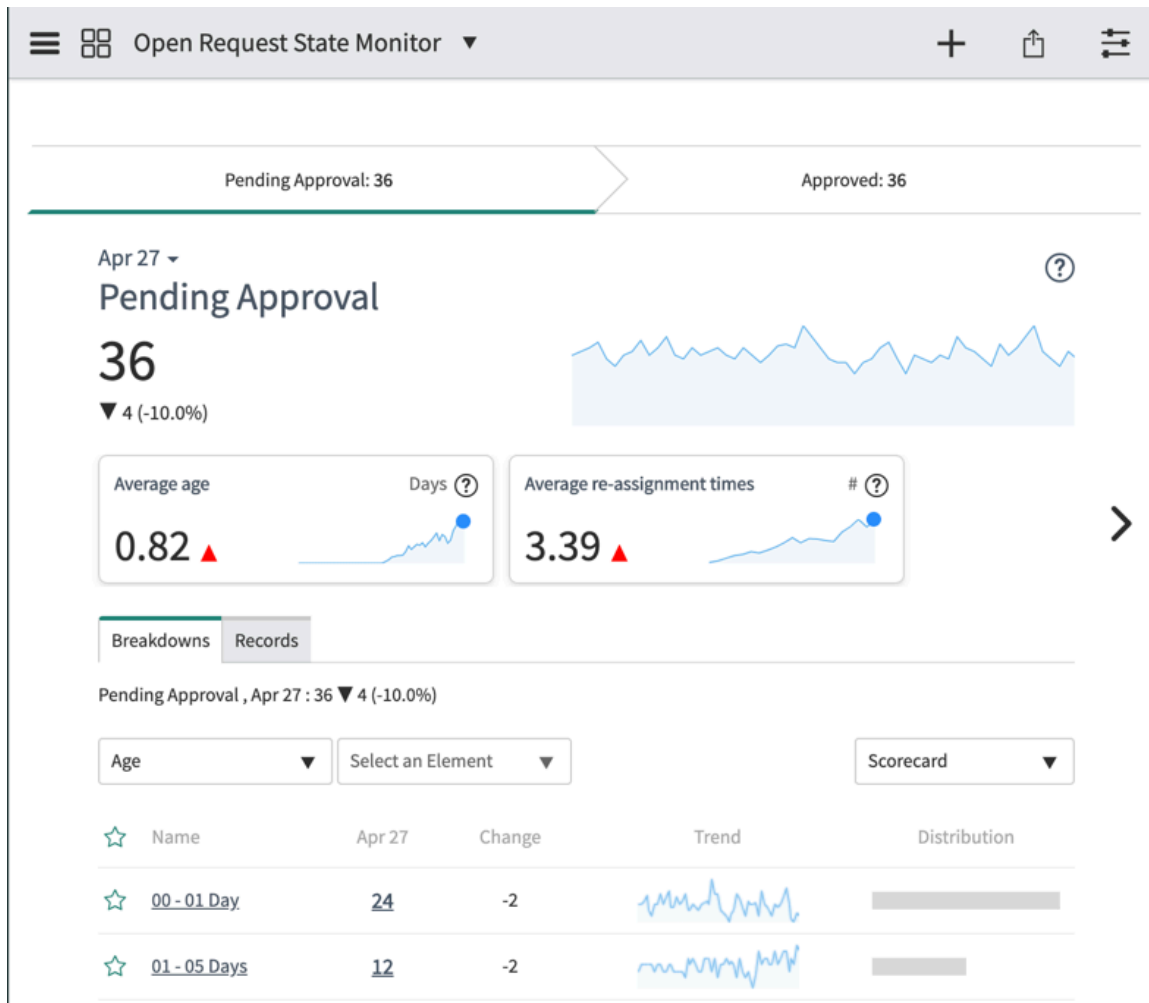 Open Request State Monitor ▼
Pending Approval: 36
Approved: 36
Apr 27
Pending Approval
36
▼ 4 (-10.0%)
Average age Days ?
0.82 ▲
Average re-assignment times # ?
3.39 ▲
Breakdowns Records
Pending Approval , Apr 27 : 36 ▼ 4 (-10.0%)
Age ▼ Select an Element ▼ Scorecard ▼
Name Apr 27 Change Trend Distribution
00 - 01 Day 24 -2
01 - 05 Days 12 -2